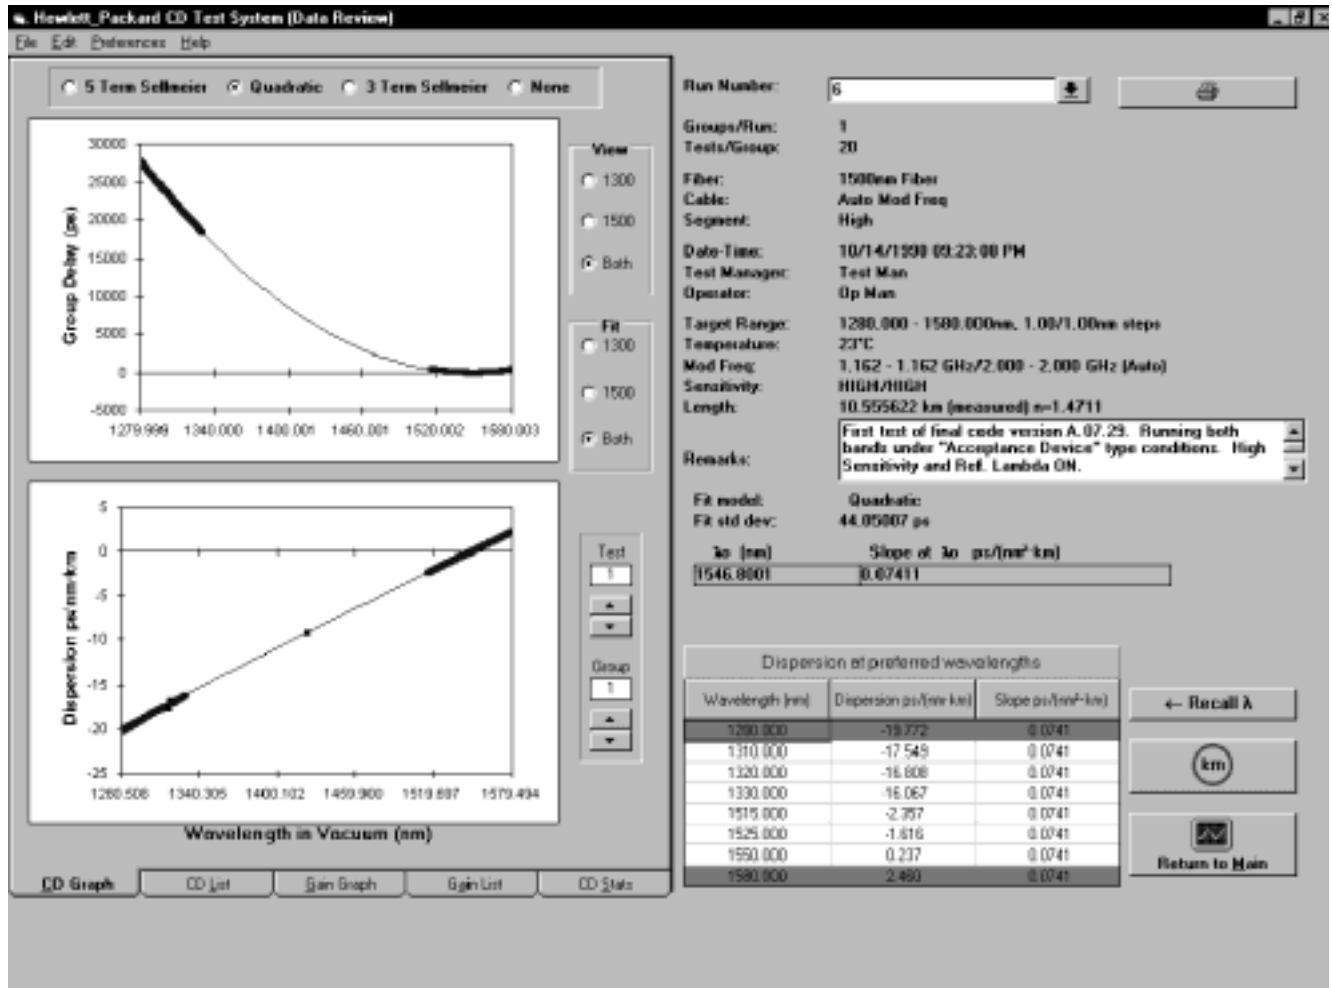 Hewlett_Packard CD Test System (Data Review)
File Edit Preferences Help
5 Term Sellmeier Quadratic 3 Term Sellmeier None
30000
25000
20000
15000
10000
5000
0
-5000
Group Delay (ps)
1279.999 1340.000 1400.001 1460.001 1520.002 1580.003
View
1300
1500
Both
Fit
1300
1500
Both
5
0
-5
-10
-15
-20
-25
Dispersion ps/nm-km
1280.508 1340.305 1400.102 1459.900 1519.697 1579.494
Wavelength in Vacuum (nm)
Test
1
Group
1
CD Graph CD List Gain Graph Gain List CD Stats
Run Number: 6
Groups/Run: 1
Tests/Group: 20
Fiber: 1500nm Fiber
Cable: Auto Mod Freq
Segment: High
Date-Time: 10/14/1998 09:23:08 PM
Test Manager: Test Man
Operator: Op Man
Target Range: 1280.000 - 1580.000nm, 1.00/1.00nm steps
Temperature: 23°C
Mod Freq: 1.162 - 1.162 GHz/2.000 - 2.000 GHz (Auto)
Sensitivity: HIGH/HIGH
Length: 10.555622 km (measured) n=1.4711
Remarks:
First test of final code version A.07.29. Running both
bands under "Acceptance Device" type conditions. High
Sensitivity and Ref. Lambda ON.
Fit model: Quadratic
Fit std dev: 44.05007 ps
λo (nm) Slope at λo ps/(nm²·km)
1546.8001 0.07411
Dispersion at preferred wavelengths
Wavelength (nm) Dispersion ps/(nm·km) Slope ps/(nm²·km)
1280.000 -19.772 0.0741
1310.000 -17.549 0.0741
1320.000 -16.808 0.0741
1330.000 -16.067 0.0741
1515.000 -2.357 0.0741
1525.000 -1.616 0.0741
1550.000 0.237 0.0741
1580.000 2.460 0.0741
← Recall λ
km
Return to Main